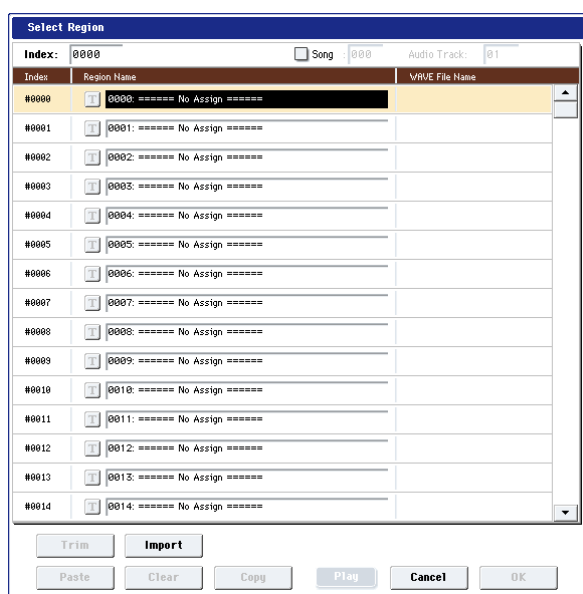 Select Region
Index: 0000 Song :000 Audio Track: 01
Index Region Name WAVE File Name
#0000 T 0000: ====== No Assign ======
#0001 T 0001: ====== No Assign ======
#0002 T 0002: ====== No Assign ======
#0003 T 0003: ====== No Assign ======
#0004 T 0004: ====== No Assign ======
#0005 T 0005: ====== No Assign ======
#0006 T 0006: ====== No Assign ======
#0007 T 0007: ====== No Assign ======
#0008 T 0008: ====== No Assign ======
#0009 T 0009: ====== No Assign ======
#0010 T 0010: ====== No Assign ======
#0011 T 0011: ====== No Assign ======
#0012 T 0012: ====== No Assign ======
#0013 T 0013: ====== No Assign ======
#0014 T 0014: ====== No Assign ======
Trim Import
Paste Clear Copy Play Cancel OK